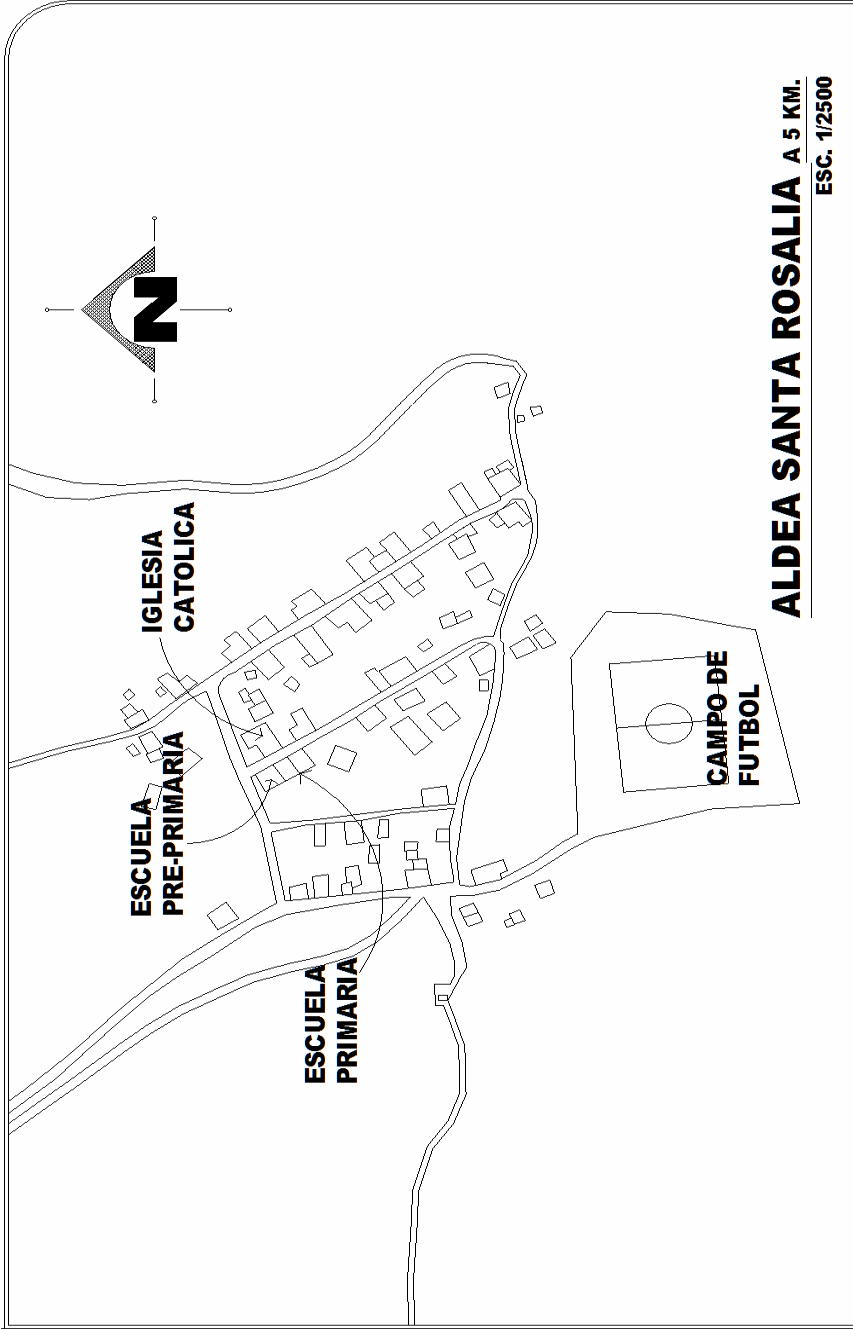 N
IGLESIA
CATOLICA
ESCUELA
PRE-PRIMARIA
ESCUELA
PRIMARIA
CAMPO DE
FUTBOL
ALDEA SANTA ROSALIA A 5 KM.
ESC. 1/2500